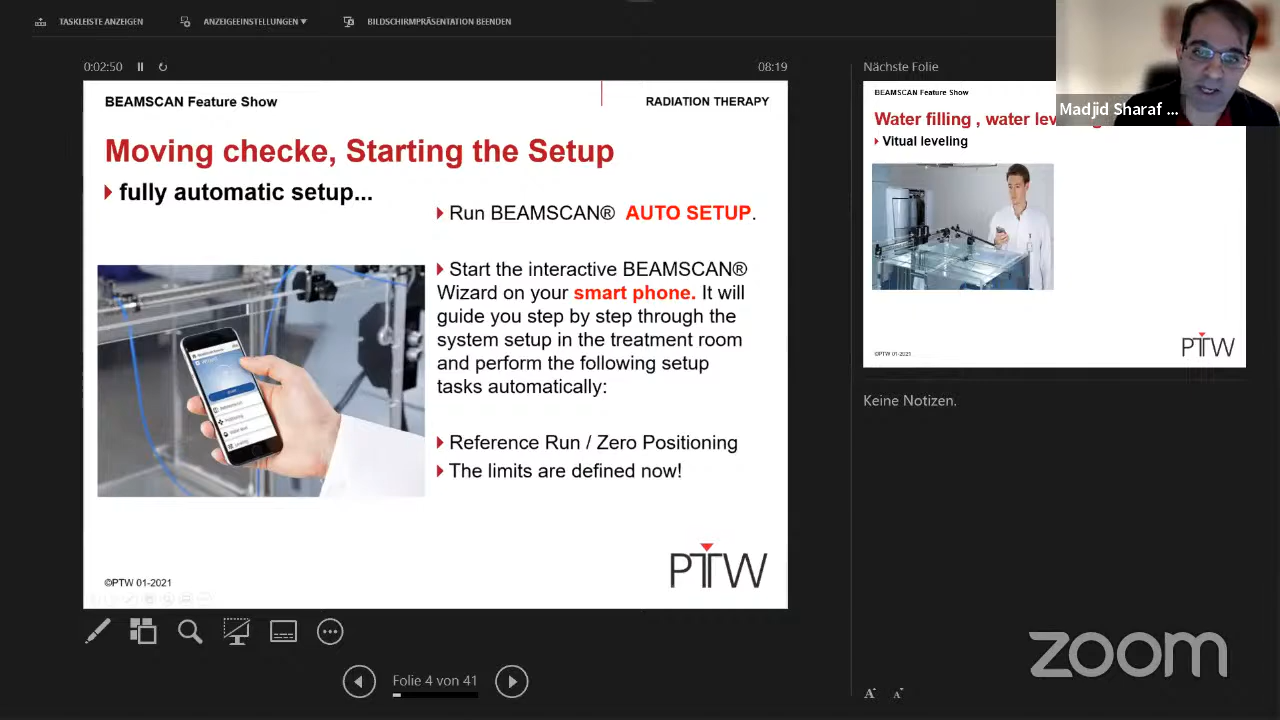 TASKLEISTE ANZEIGEN
ANZEIGEEINSTELLUNGEN ▾
BILDSCHIRMPRÄSENTATION BEENDEN
0:02:50
08:19
BEAMSCAN Feature Show
RADIATION THERAPY
Moving checke, Starting the Setup
fully automatic setup...
Run BEAMSCAN® AUTO SETUP.
Start the interactive BEAMSCAN®
Wizard on your smart phone. It will
guide you step by step through the
system setup in the treatment room
and perform the following setup
tasks automatically:
Reference Run / Zero Positioning
The limits are defined now!
©PTW 01-2021
PTW
Folie 4 von 41
Nächste Folie
BEAMSCAN Feature Show
Water filling , water
Vitual leveling
©PTW 01-2021
PTW
Keine Notizen.
Madjid Sharaf ...
zoom
A A